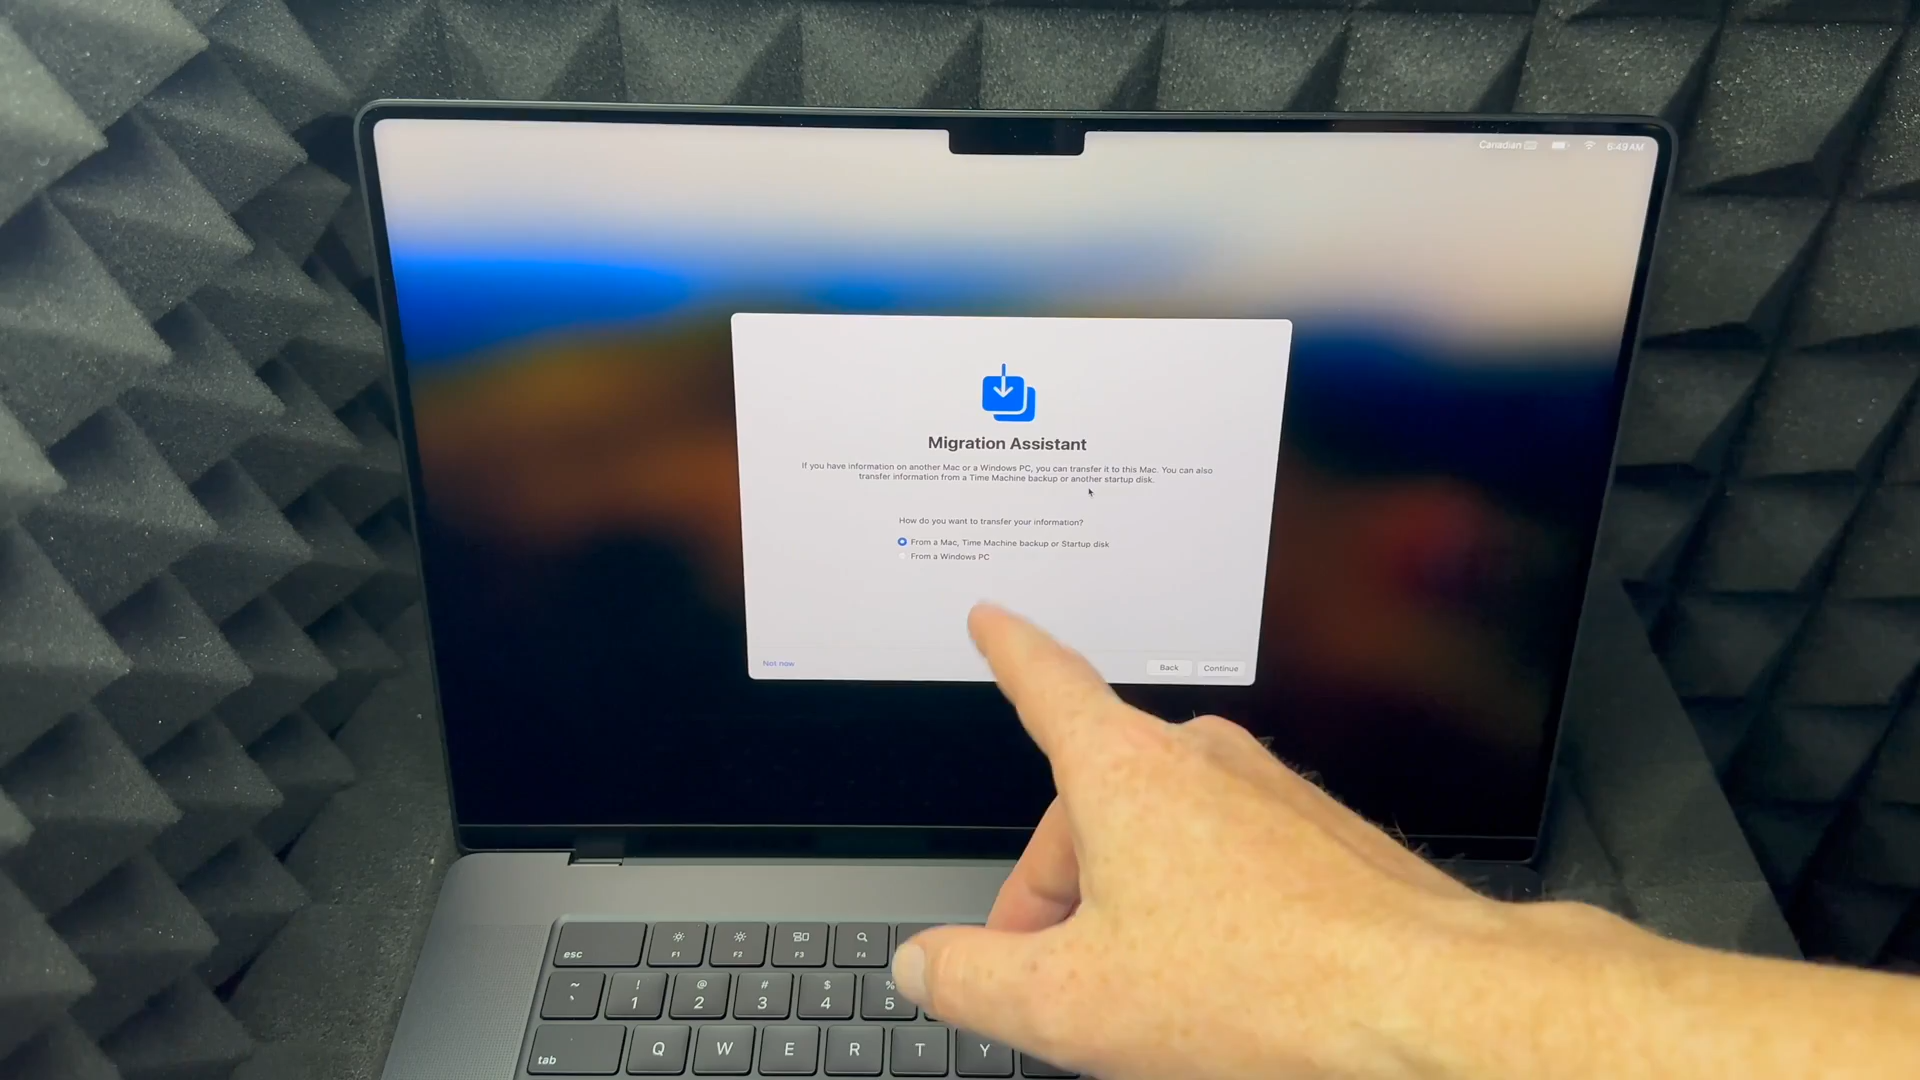 Canadian
6:49 AM
Migration Assistant
If you have information on another Mac or a Windows PC, you can transfer it to this Mac. You can also
transfer information from a Time Machine backup or another startup disk.
How do you want to transfer your information?
From a Mac, Time Machine backup or Startup disk
From a Windows PC
Not now
Back
Continue
esc
F1
F2
F3
F4
~
`
!
1
@
2
#
3
$
4
%
5
tab
Q
W
E
R
T
Y